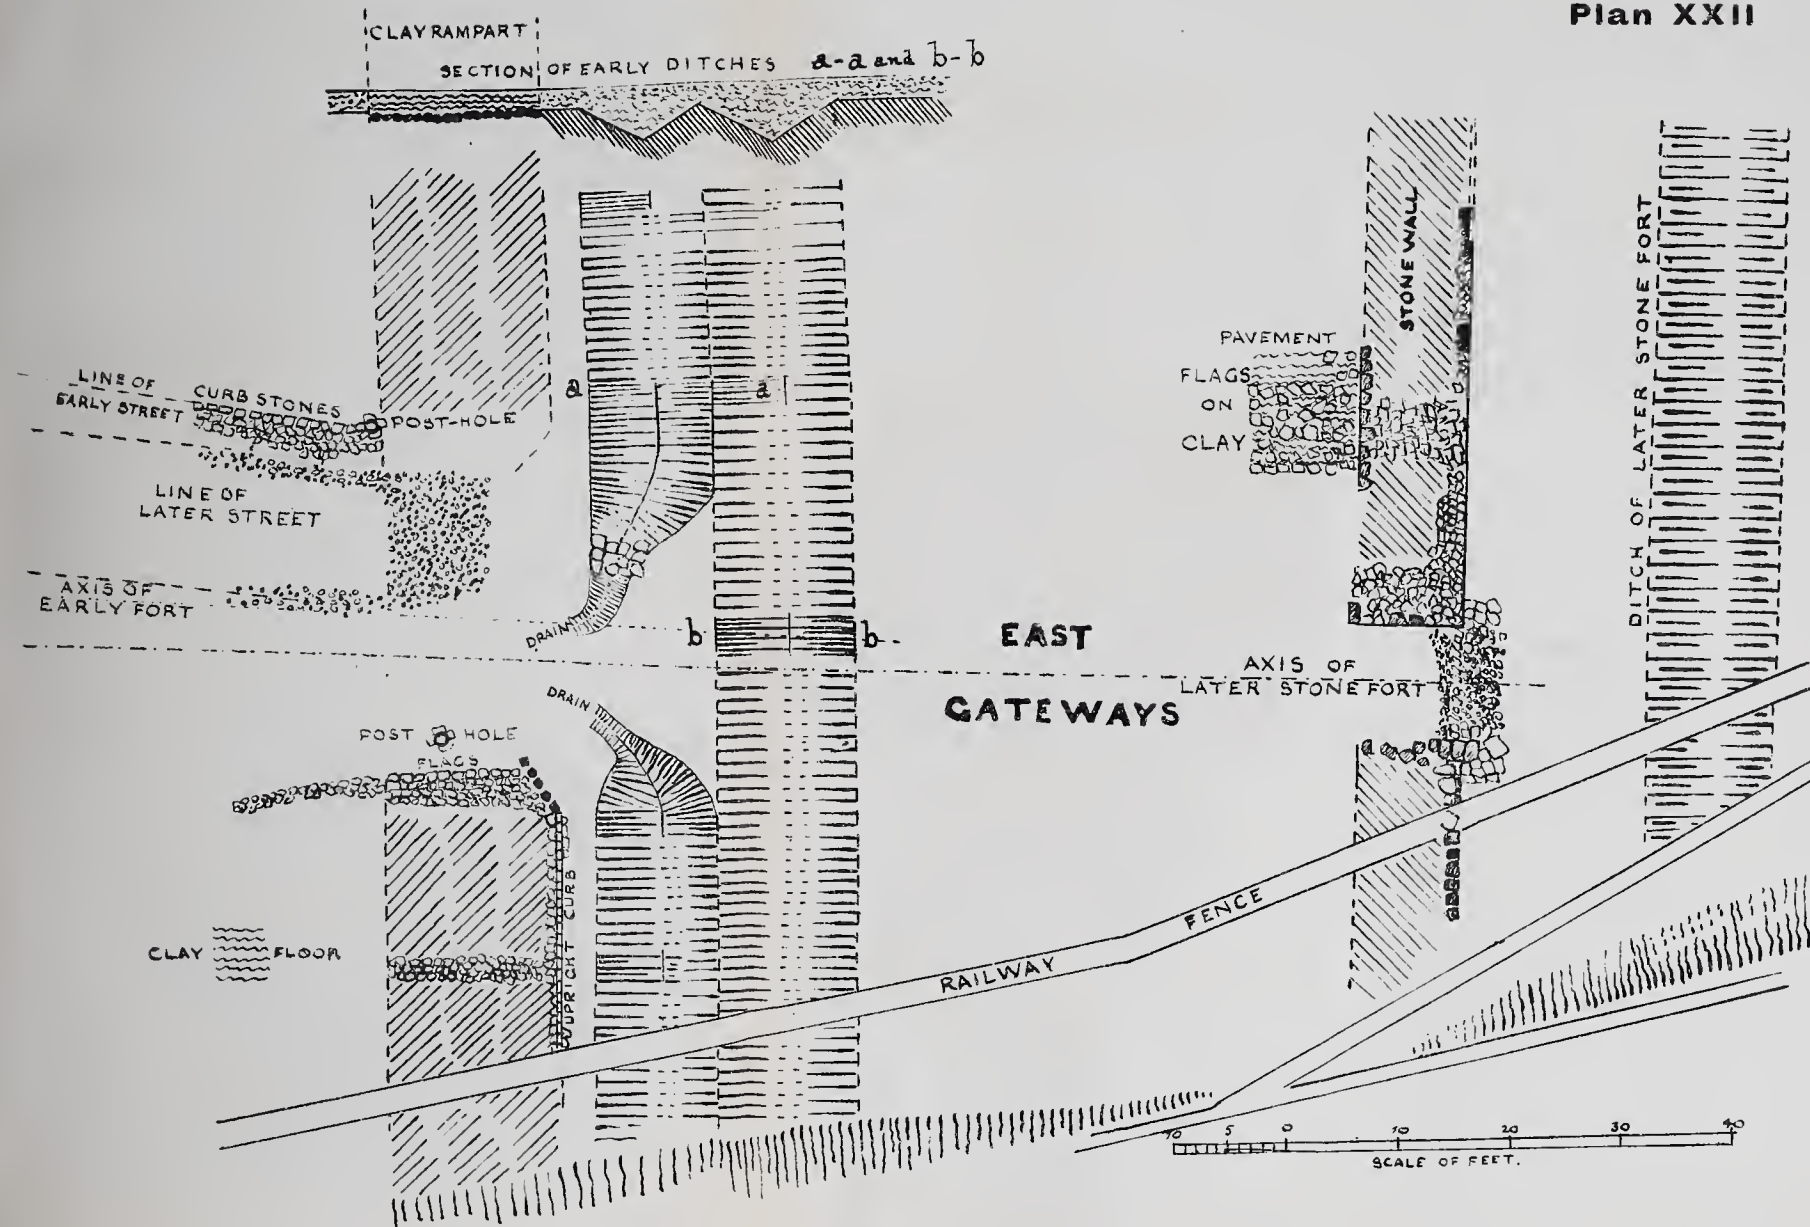 Plan XXII
CLAY RAMPART
SECTION OF EARLY DITCHES a-a and b-b
STONE WALL
DITCH OF LATER STONE FORT
PAVEMENT
FLAGS
ON
CLAY
LINE OF
EARLY STREET
CURB STONES
POST-HOLE
a
a
LINE OF
LATER STREET
AXIS OF
EARLY FORT
DRAIN
b
b
EAST
GATEWAYS
AXIS OF
LATER STONE FORT
DRAIN
POST HOLE
FLAGS
UPRIGHT CURB
CLAY FLOOR
RAILWAY FENCE
10 5 0 10 20 30 40
SCALE OF FEET.